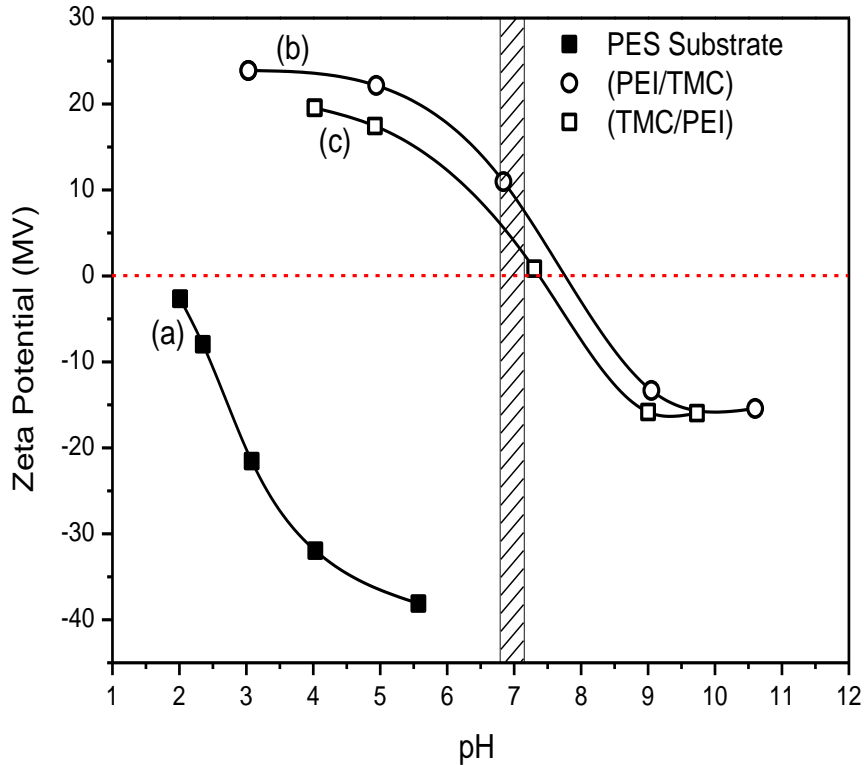 30
20
10
0
-10
-20
-30
-40
Zeta Potential (MV)
(b)
(c)
(a)
PES Substrate
(PEI/TMC)
(TMC/PEI)
1 2 3 4 5 6 7 8 9 10 11 12
pH